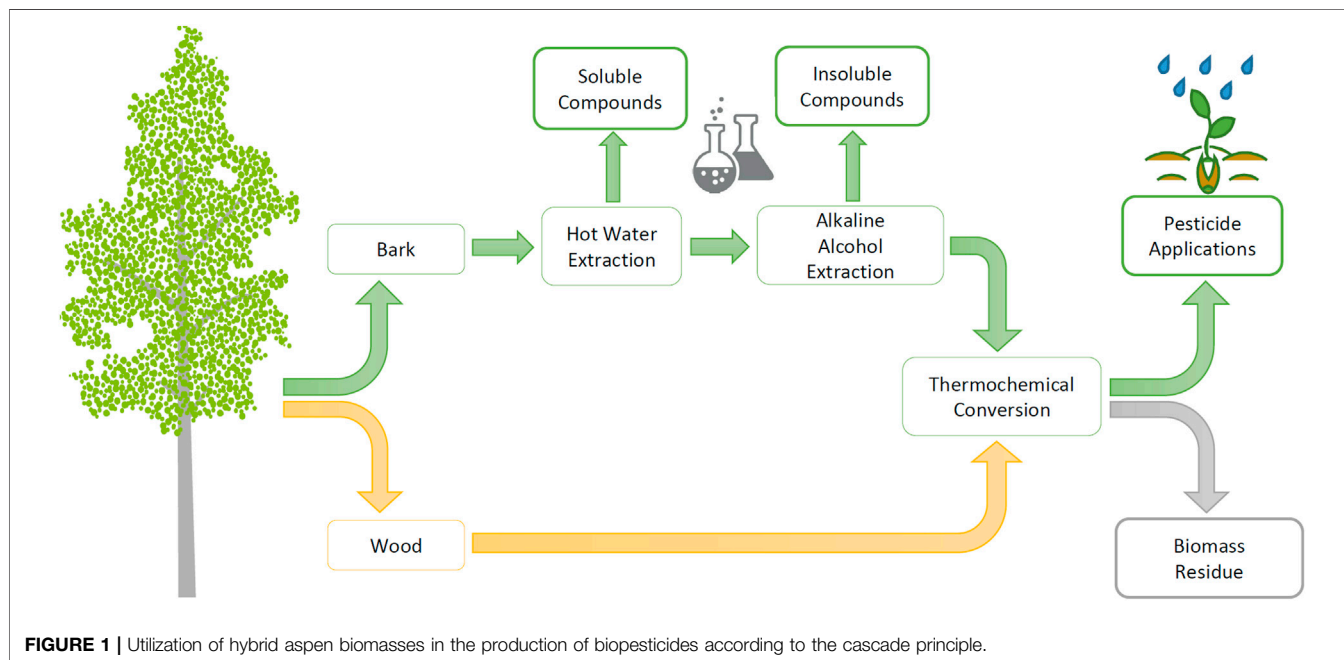 Soluble
Compounds
Insoluble
Compounds
Bark
Hot Water
Extraction
Alkaline
Alcohol
Extraction
Pesticide
Applications
Thermochemical
Conversion
Wood
Biomass
Residue
FIGURE 1 | Utilization of hybrid aspen biomasses in the production of biopesticides according to the cascade principle.